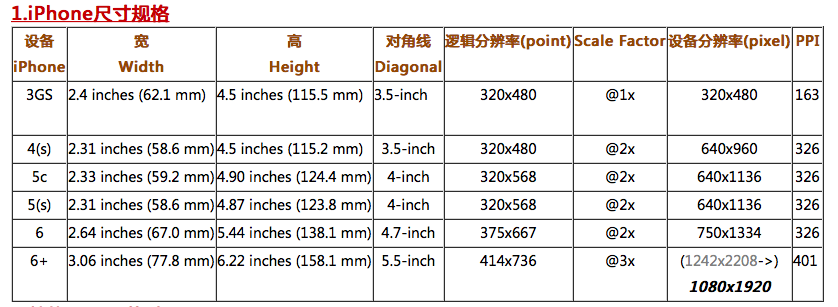 1.iPhone尺寸规格
设备 宽 高 对角线 逻辑分辨率(point) Scale Factor 设备分辨率(pixel) PPI
iPhone Width Height Diagonal
3GS 2.4 inches (62.1 mm) 4.5 inches (115.5 mm) 3.5-inch 320x480 @1x 320x480 163
4(s) 2.31 inches (58.6 mm) 4.5 inches (115.2 mm) 3.5-inch 320x480 @2x 640x960 326
5c 2.33 inches (59.2 mm) 4.90 inches (124.4 mm) 4-inch 320x568 @2x 640x1136 326
5(s) 2.31 inches (58.6 mm) 4.87 inches (123.8 mm) 4-inch 320x568 @2x 640x1136 326
6 2.64 inches (67.0 mm) 5.44 inches (138.1 mm) 4.7-inch 375x667 @2x 750x1334 326
6+ 3.06 inches (77.8 mm) 6.22 inches (158.1 mm) 5.5-inch 414x736 @3x (1242x2208->) 401
1080x1920